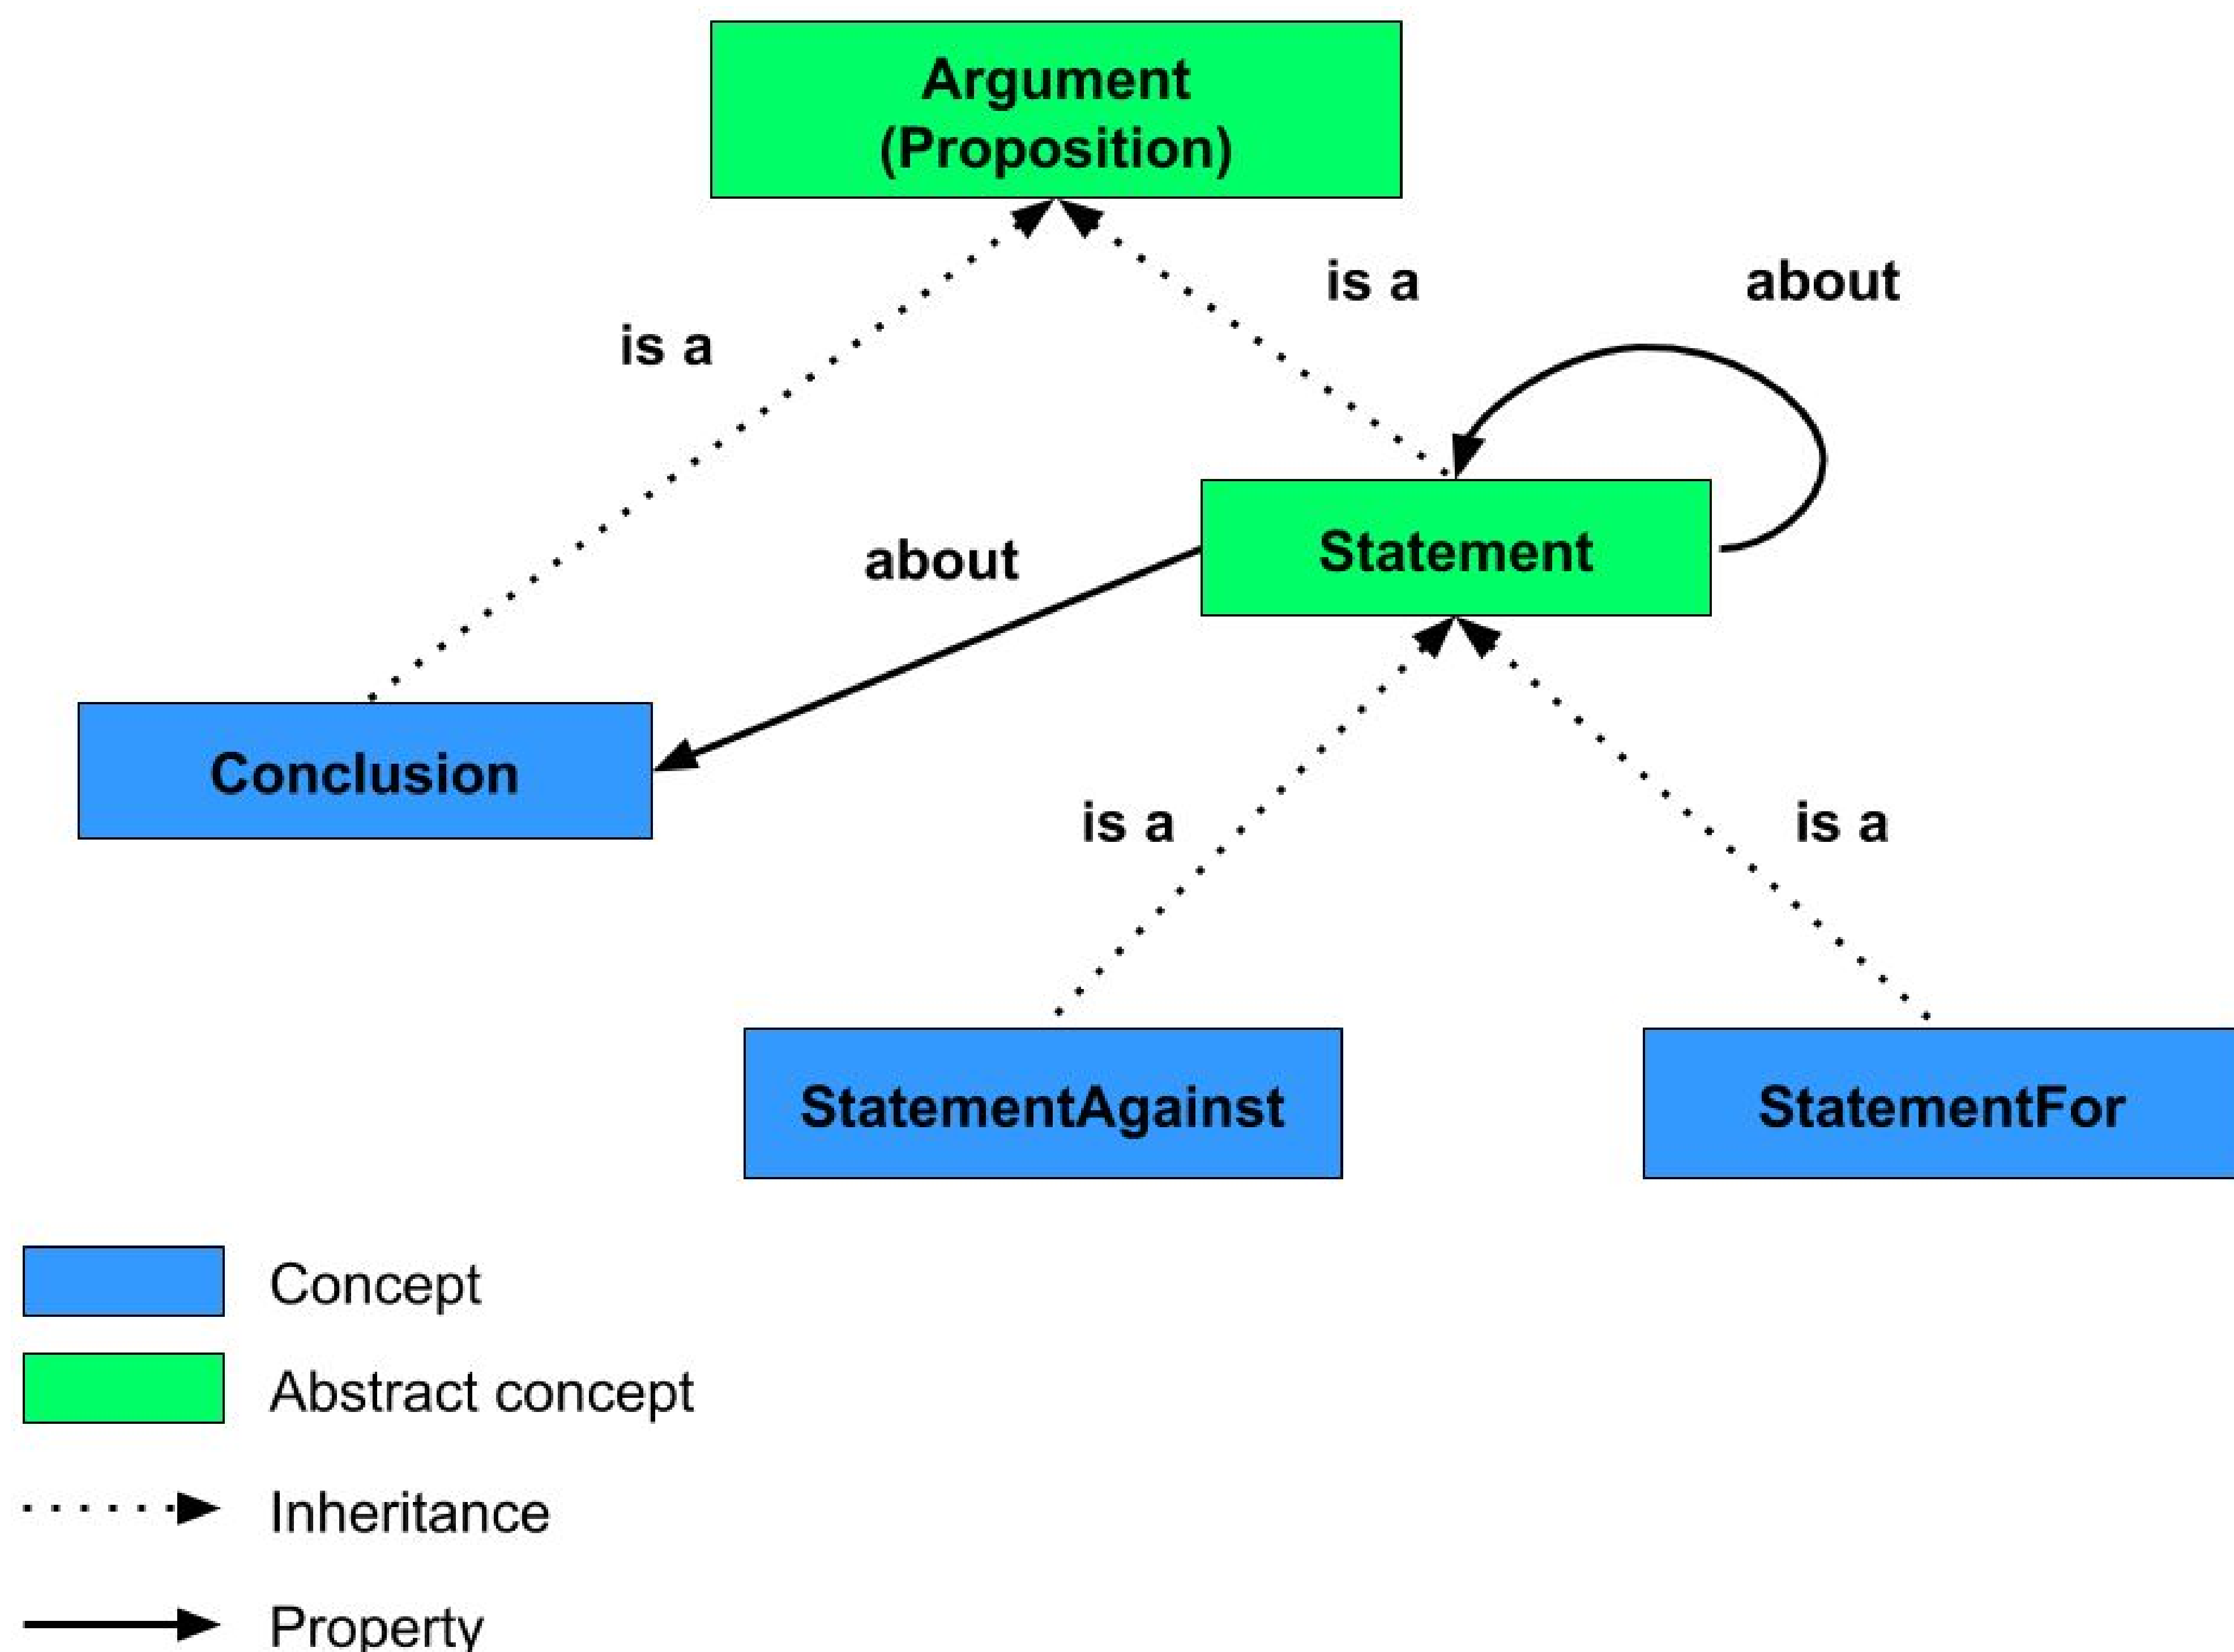 Argument
(Proposition)
is a
about
is a
about
Statement
Conclusion
is a
is a
StatementAgainst
StatementFor
Concept
Abstract concept
Inheritance
Property